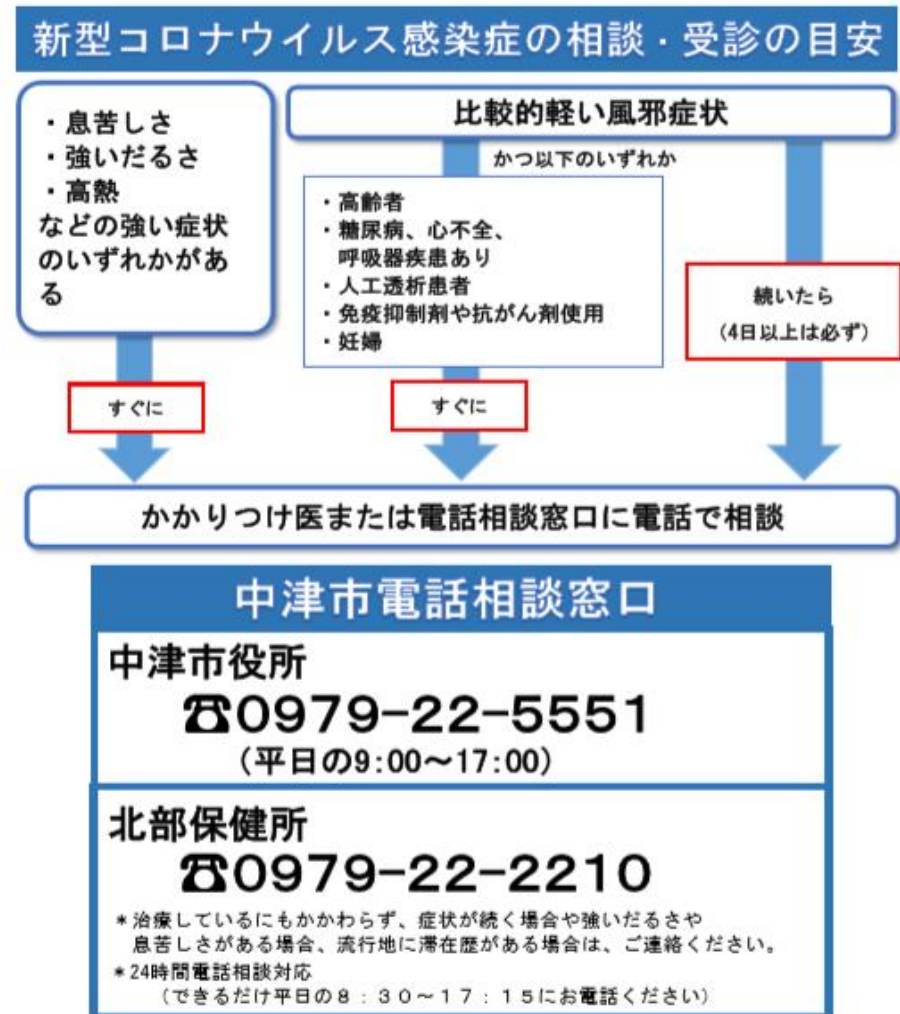 新型コロナウイルス感染症の相談・受診の目安
・息苦しさ
・強いだるさ
・高熱
などの強い症状
のいずれかがあ
る
比較的軽い風邪症状
かつ以下のいずれか
・高齢者
・糖尿病、心不全、
呼吸器疾患あり
・人工透析患者
・免疫抑制剤や抗がん剤使用
・妊婦
続いたら
（4日以上は必ず）
すぐに
すぐに
かかりつけ医または電話相談窓口に電話で相談
中津市電話相談窓口
中津市役所
☎0979-22-5551
（平日の9:00～17:00）
北部保健所
☎0979-22-2210
＊治療しているにもかかわらず、症状が続く場合や強いだるさや
息苦しさがある場合、流行地に滞在歴がある場合は、ご連絡ください。
＊24時間電話相談対応
（できるだけ平日の８：３０～１７：１５にお電話ください）